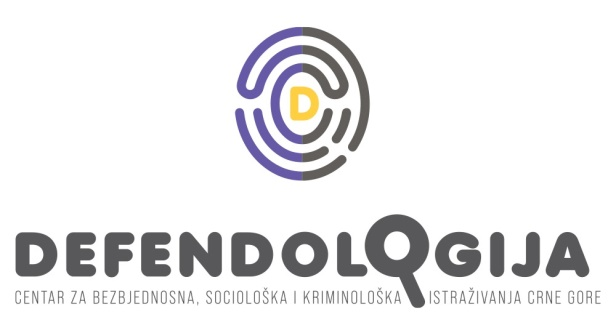 D
DEFENDOLOGIJA
CENTAR ZA BEZBJEDNOSNA, SOCIOLOŠKA I KRIMINOLOŠKA ISTRAŽIVANJA CRNE GORE